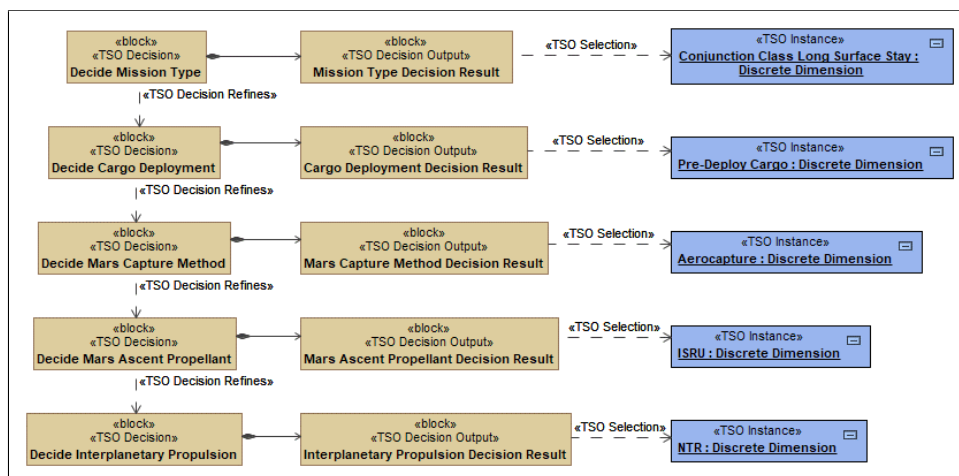 «block»
«TSO Decision»
Decide Mission Type
«block»
«TSO Decision Output»
Mission Type Decision Result
«TSO Selection»
«TSO Instance»
Conjunction Class Long Surface Stay :
Discrete Dimension
«TSO Decision Refines»
«block»
«TSO Decision»
Decide Cargo Deployment
«block»
«TSO Decision Output»
Cargo Deployment Decision Result
«TSO Selection»
«TSO Instance»
Pre-Deploy Cargo : Discrete Dimension
«TSO Decision Refines»
«block»
«TSO Decision»
Decide Mars Capture Method
«block»
«TSO Decision Output»
Mars Capture Method Decision Result
«TSO Selection»
«TSO Instance»
Aerocapture : Discrete Dimension
«TSO Decision Refines»
«block»
«TSO Decision»
Decide Mars Ascent Propellant
«block»
«TSO Decision Output»
Mars Ascent Propellant Decision Result
«TSO Selection»
«TSO Instance»
ISRU : Discrete Dimension
«TSO Decision Refines»
«block»
«TSO Decision»
Decide Interplanetary Propulsion
«block»
«TSO Decision Output»
Interplanetary Propulsion Decision Result
«TSO Selection»
«TSO Instance»
NTR : Discrete Dimension